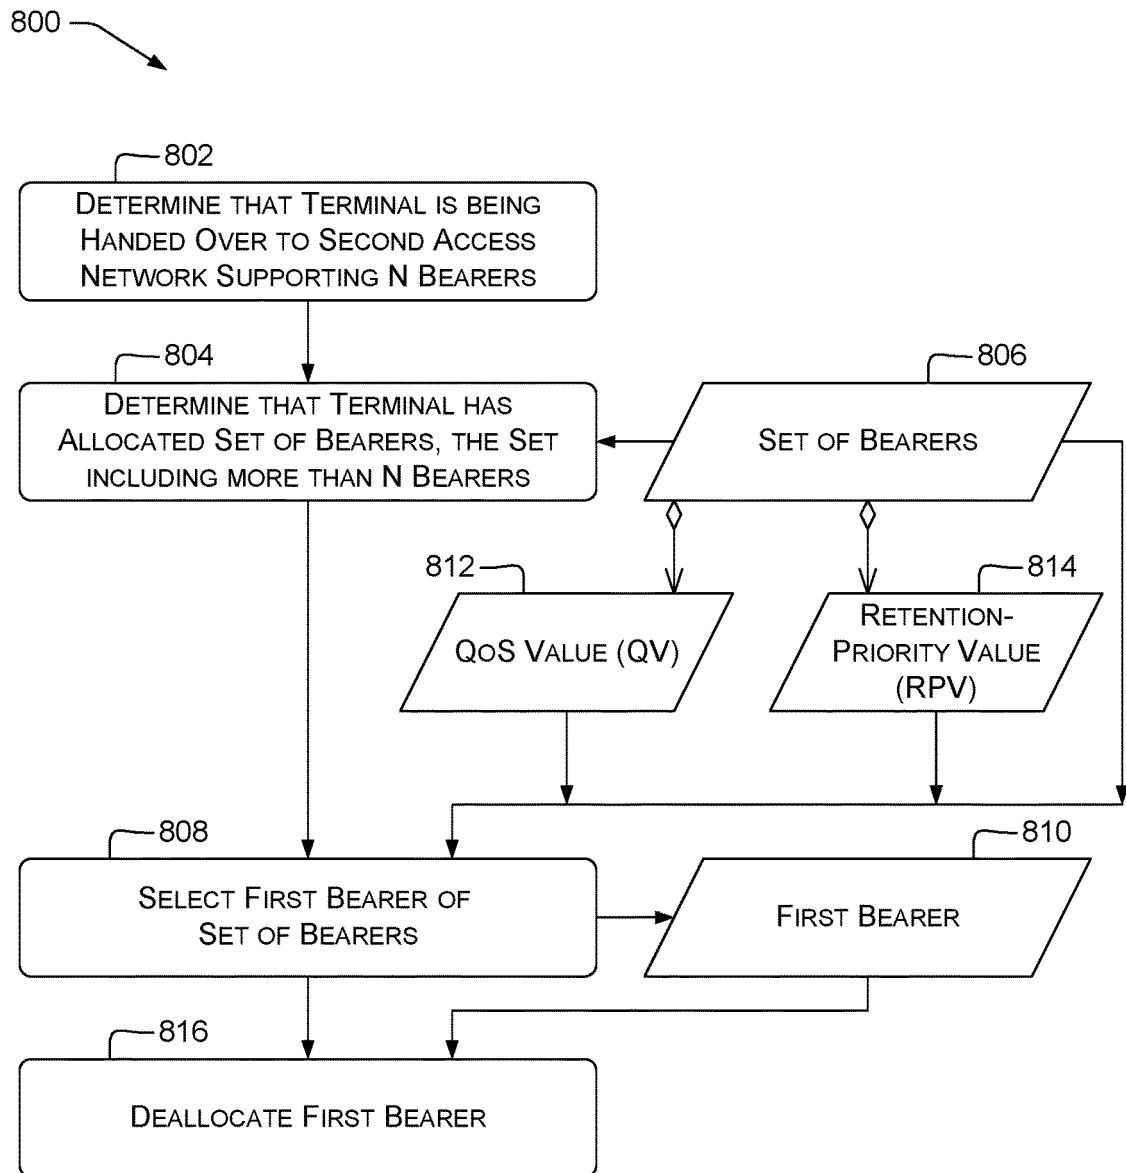 800
802
DETERMINE THAT TERMINAL IS BEING
HANDED OVER TO SECOND ACCESS
NETWORK SUPPORTING N BEARERS
804
DETERMINE THAT TERMINAL HAS
ALLOCATED SET OF BEARERS, THE SET
INCLUDING MORE THAN N BEARERS
806
SET OF BEARERS
812
QOS VALUE (QV)
814
RETENTION-
PRIORITY VALUE
(RPV)
808
SELECT FIRST BEARER OF
SET OF BEARERS
810
FIRST BEARER
816
DEALLOCATE FIRST BEARER